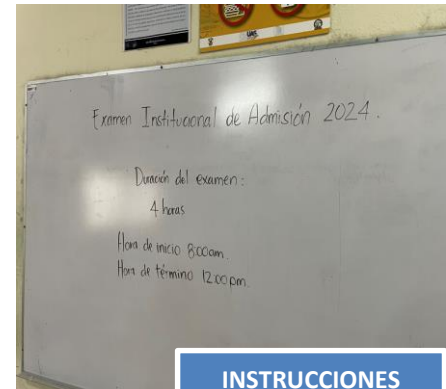 UAS
Examen Institucional de Admisión 2024.
Duración del examen:
4 horas
Hora de inicio 8:00am.
Hora de término 12:00pm.
INSTRUCCIONES